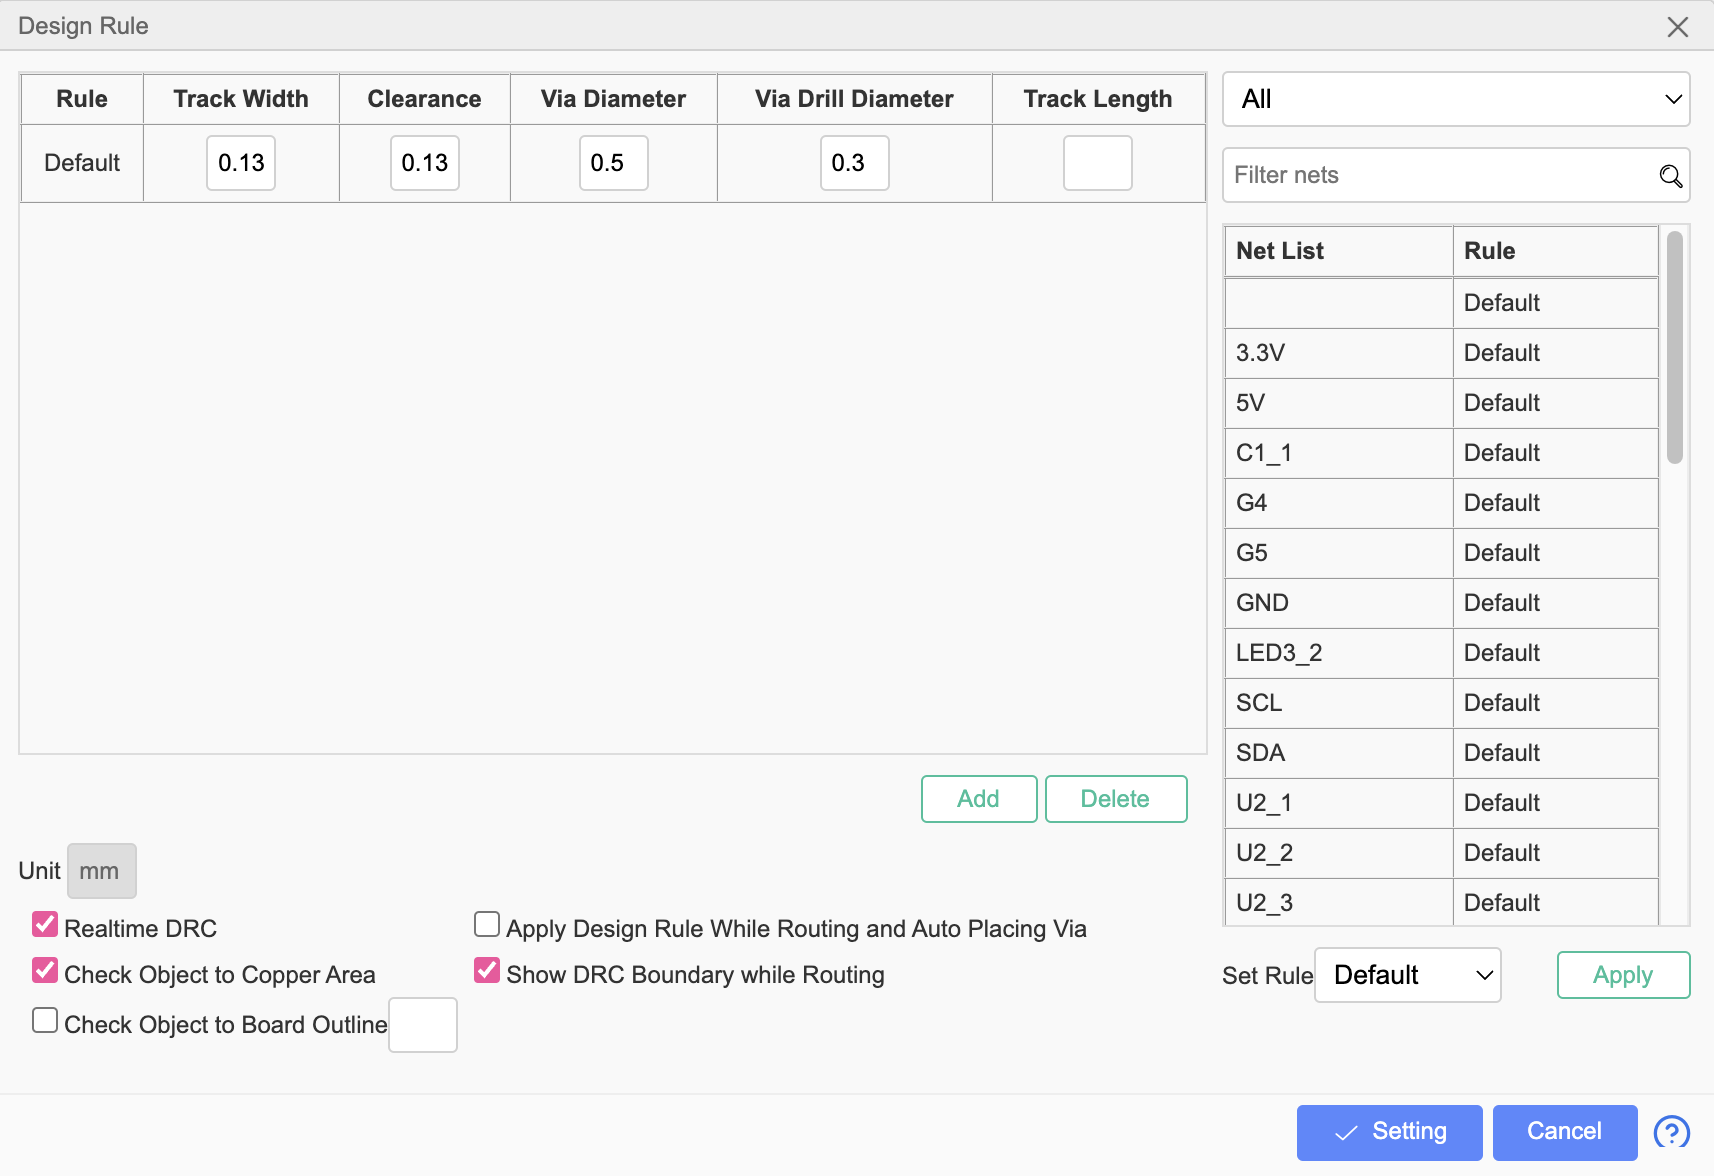 Design Rule
Rule Track Width Clearance Via Diameter Via Drill Diameter Track Length
Default 0.13 0.13 0.5 0.3
Add Delete
Unit mm
Realtime DRC
Apply Design Rule While Routing and Auto Placing Via
Check Object to Copper Area
Show DRC Boundary while Routing
Check Object to Board Outline
All
Filter nets
Net List Rule
Default
3.3V Default
5V Default
C1_1 Default
G4 Default
G5 Default
GND Default
LED3_2 Default
SCL Default
SDA Default
U2_1 Default
U2_2 Default
U2_3 Default
Set Rule Default Apply
Setting Cancel ?